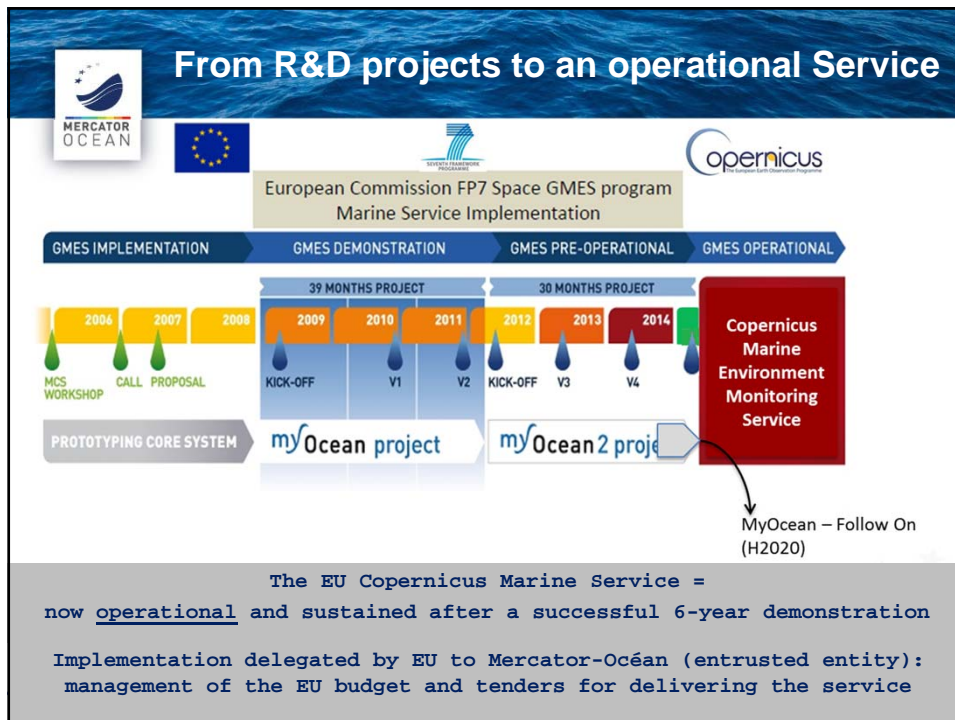 From R&D projects to an operational Service
MERCATOR
OCEAN
SEVENTH FRAMEWORK
PROGRAMME
opernicus
The European Earth Observation Programme
European Commission FP7 Space GMES program
Marine Service Implementation
GMES IMPLEMENTATION
GMES DEMONSTRATION
GMES PRE-OPERATIONAL
GMES OPERATIONAL
39 MONTHS PROJECT
30 MONTHS PROJECT
2006
2007
2008
2009
2010
2011
2012
2013
2014
MCS
WORKSHOP
CALL
PROPOSAL
KICK-OFF
V1
V2
KICK-OFF
V3
V4
Copernicus
Marine
Environment
Monitoring
Service
PROTOTYPING CORE SYSTEM
myOcean project
myOcean 2 proje
MyOcean – Follow On
(H2020)
The EU Copernicus Marine Service =
now operational and sustained after a successful 6-year demonstration
Implementation delegated by EU to Mercator-Océan (entrusted entity):
management of the EU budget and tenders for delivering the service